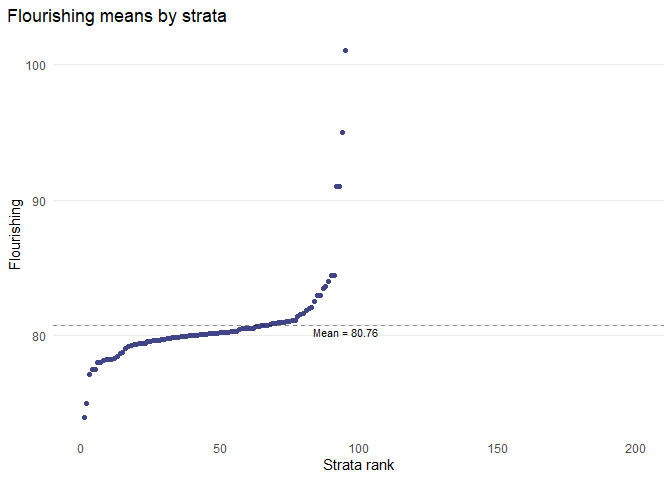 Flourishing means by strata
100
90
80
Flourishing
Mean = 80.76
0 50 100 150 200
Strata rank